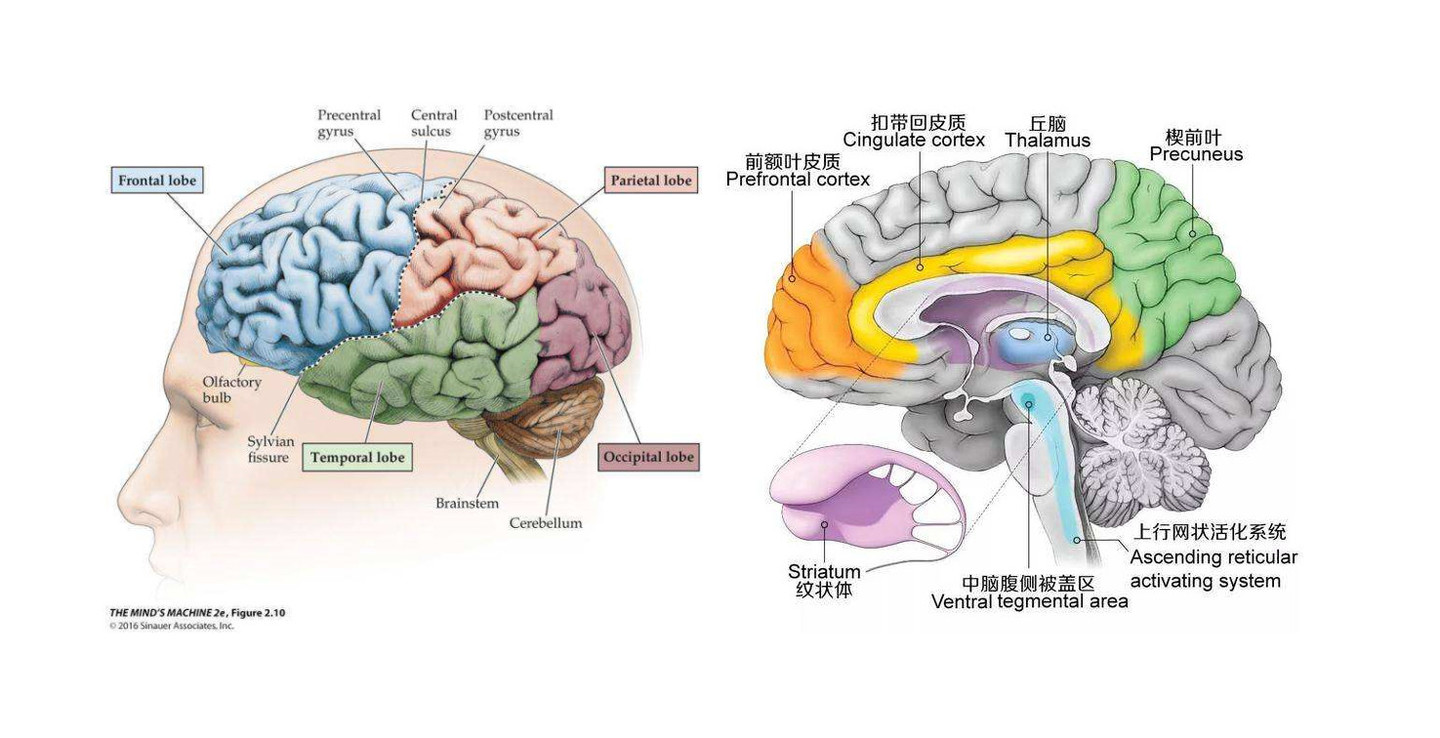 Precentral
gyrus
Central
sulcus
Postcentral
gyrus
Frontal lobe
Parietal lobe
Olfactory
bulb
Sylvian
fissure
Temporal lobe
Occipital lobe
Brainstem
Cerebellum
THE MIND'S MACHINE 2e, Figure 2.10
© 2016 Sinauer Associates, Inc.
扣带回皮质
Cingulate cortex
丘脑
Thalamus
楔前叶
Precuneus
前额叶皮质
Prefrontal cortex
上行网状活化系统
Ascending reticular
activating system
Striatum
纹状体
中脑腹侧被盖区
Ventral tegmental area